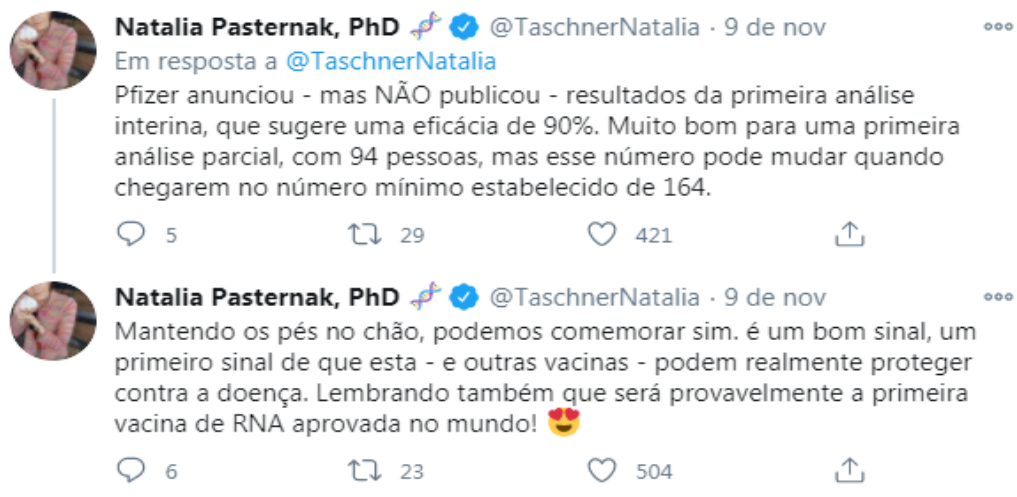 Natalia Pasternak, PhD 🧬 @TaschnerNatalia · 9 de nov
Em resposta a @TaschnerNatalia
Pfizer anunciou - mas NÃO publicou - resultados da primeira análise
interina, que sugere uma eficácia de 90%. Muito bom para uma primeira
análise parcial, com 94 pessoas, mas esse número pode mudar quando
chegarem no número mínimo estabelecido de 164.
5 29 421
Natalia Pasternak, PhD 🧬 @TaschnerNatalia · 9 de nov
Mantendo os pés no chão, podemos comemorar sim. é um bom sinal, um
primeiro sinal de que esta - e outras vacinas - podem realmente proteger
contra a doença. Lembrando também que será provavelmente a primeira
vacina de RNA aprovada no mundo! 😍
6 23 504